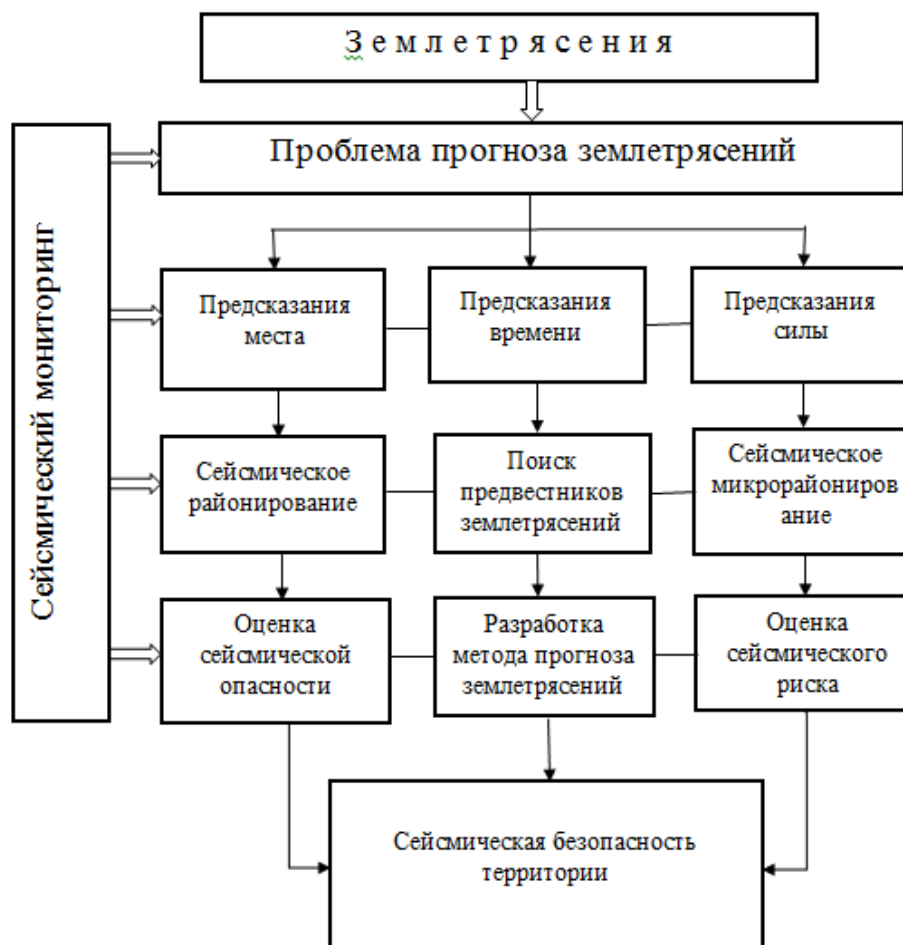 Землетрясения
Проблема прогноза землетрясений
Сейсмический мониторинг
Предсказания
места
Предсказания
времени
Предсказания
силы
Сейсмическое
районирование
Поиск
предвестников
землетрясений
Сейсмическое
микрорайониров
ание
Оценка
сейсмической
опасности
Разработка
метода прогноза
землетрясений
Оценка
сейсмического
риска
Сейсмическая безопасность
территории